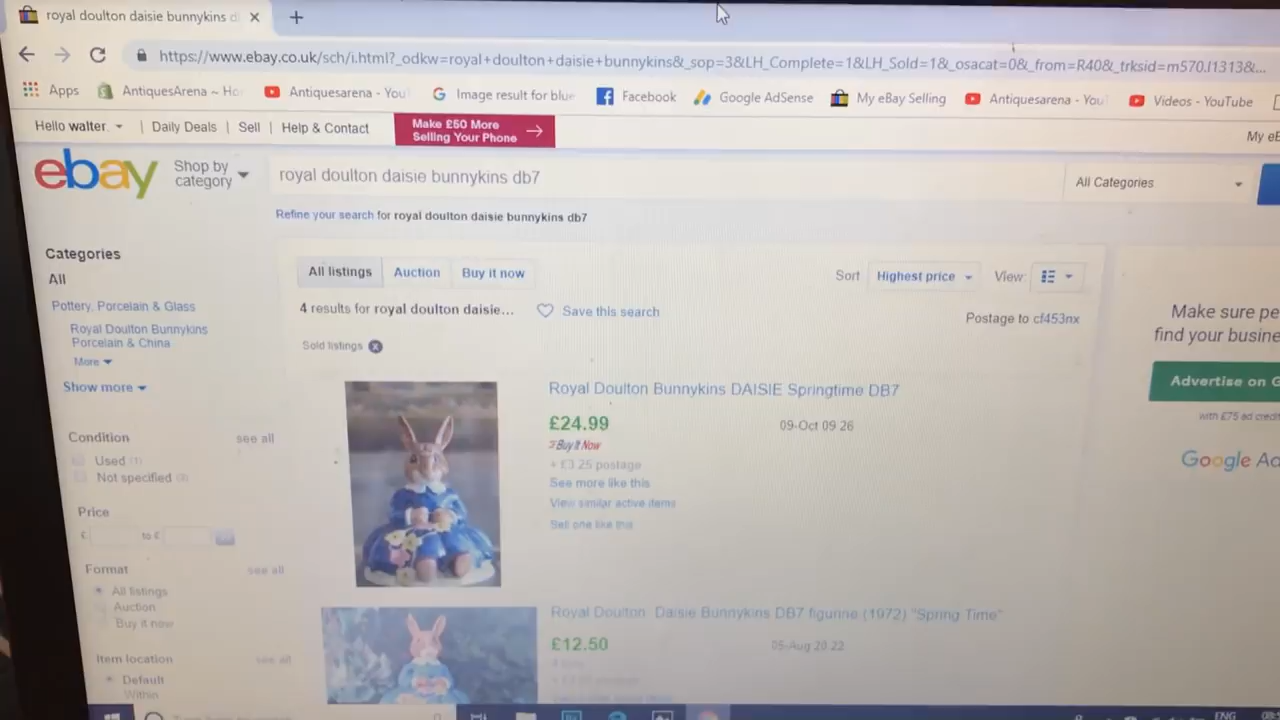 royal doulton daisie bunnykins d
https://www.ebay.co.uk/sch/i.html?_odkw=royal+doulton+daisie+bunnykins&_sop=3&LH_Complete=1&LH_Sold=1&_osacat=0&_from=R40&_trksid=m570.l1313&...
Apps AntiquesArena ~ Ho Antiquesarena - You Image result for blue Facebook Google AdSense My eBay Selling Antiquesarena - You Videos - YouTube
Hello walter. | Daily Deals | Sell | Help & Contact
Make £50 More
Selling Your Phone
My eB
ebay
Shop by
category
royal doulton daisie bunnykins db7
All Categories
Refine your search for royal doulton daisie bunnykins db7
Categories
All
Pottery, Porcelain & Glass
Royal Doulton Bunnykins
Porcelain & China
More
Show more
Condition see all
Used
Not specified
Price
£ to £
Format see all
All listings
Auction
Buy it now
Item location see all
Default
Within
All listings Auction Buy it now
Sort Highest price View:
4 results for royal doulton daisie... Save this search
Postage to cf453nx
Sold listings
Royal Doulton Bunnykins DAISIE Springtime DB7
£24.99 09-Oct 09:26
Buy It Now
+ £3.25 postage
See more like this
View similar active items
Sell one like this
Royal Doulton Daisie Bunnykins DB7 figurine (1972) "Spring Time"
£12.50 05-Aug 20:22
Make sure pe
find your busine
Advertise on G
with £75 ad credi
Google Ad
ENG